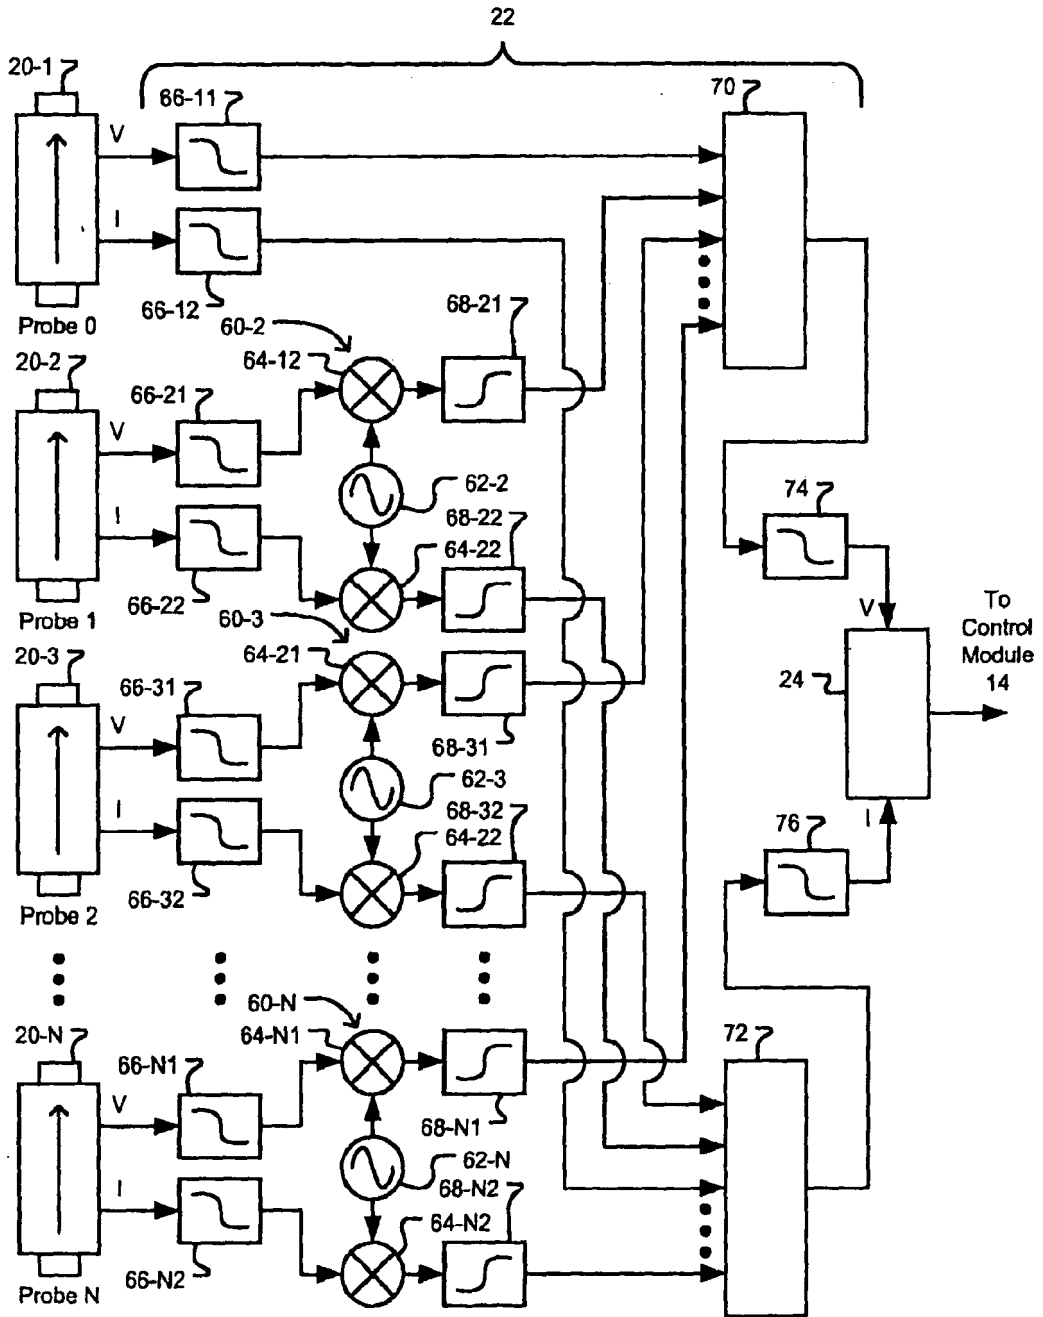 22
20-1
66-11
70
V
I
66-12
Probe 0
60-2
68-21
64-12
20-2
66-21
V
62-2
I
68-22
64-22
66-22
Probe 1
60-3
64-21
20-3
66-31
V
68-31
62-3
I
68-32
64-22
66-32
Probe 2
74
V
To
Control
Module
14
24
I
76
60-N
64-N1
20-N
66-N1
V
68-N1
62-N
I
68-N2
64-N2
66-N2
Probe N
72